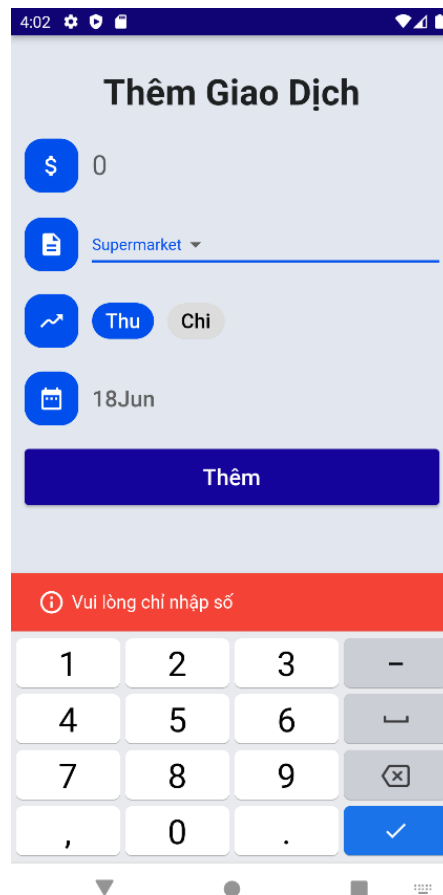 4:02
Thêm Giao Dịch
$ 0
Supermarket
Thu Chi
18Jun
Thêm
Vui lòng chỉ nhập số
1 2 3 –
4 5 6
7 8 9
, 0 .